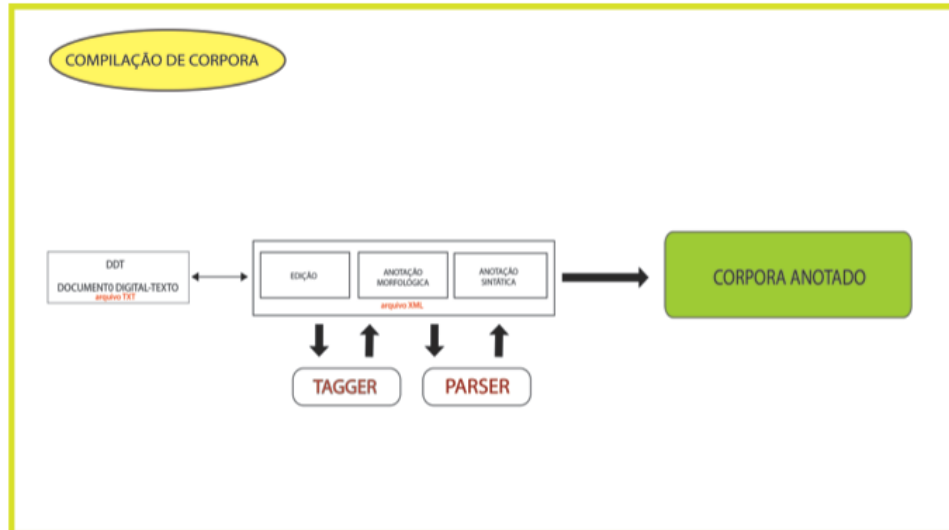 COMPILAÇÃO DE CORPORA
DDT
DOCUMENTO DIGITAL-TEXTO
arquivo TXT
EDIÇÃO
ANOTAÇÃO
MORFOLÓGICA
ANOTAÇÃO
SINTÁTICA
arquivo XML
TAGGER
PARSER
CORPORA ANOTADO